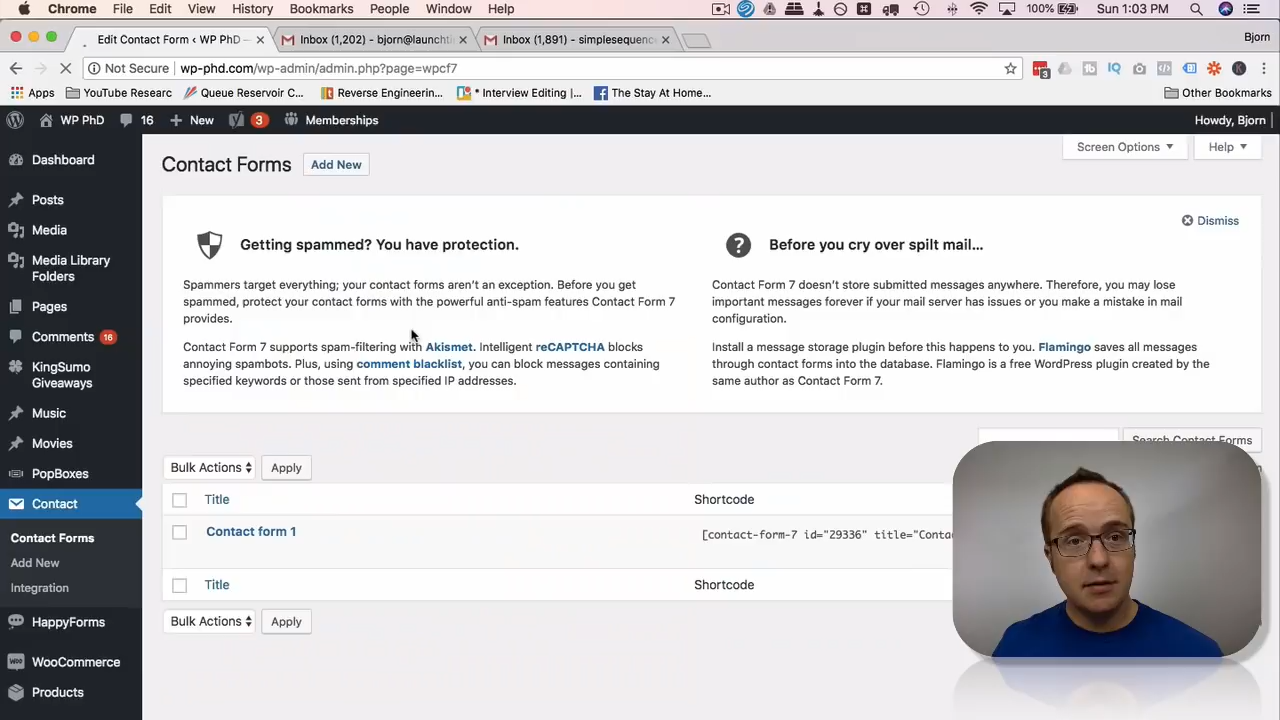 Chrome File Edit View History Bookmarks People Window Help 100% Sun 1:03 PM
Edit Contact Form ‹ WP PhD – Inbox (1,202) - bjorn@launchti Inbox (1,891) - simplesequenc Bjorn
Not Secure wp-phd.com/wp-admin/admin.php?page=wpcf7 3
Apps YouTube Researc Queue Reservoir C... Reverse Engineerin... * Interview Editing |... The Stay At Home... Other Bookmarks
WP PhD 16 New 3 Memberships Howdy, Bjorn
Screen Options Help
Dashboard
Posts
Media
Media Library
Folders
Pages
Comments 16
KingSumo
Giveaways
Music
Movies
PopBoxes
Contact
Contact Forms
Add New
Integration
HappyForms
WooCommerce
Products
Contact Forms Add New
Dismiss
Getting spammed? You have protection.
Spammers target everything; your contact forms aren't an exception. Before you get
spammed, protect your contact forms with the powerful anti-spam features Contact Form 7
provides.
Contact Form 7 supports spam-filtering with Akismet. Intelligent reCAPTCHA blocks
annoying spambots. Plus, using comment blacklist, you can block messages containing
specified keywords or those sent from specified IP addresses.
Before you cry over spilt mail...
Contact Form 7 doesn't store submitted messages anywhere. Therefore, you may lose
important messages forever if your mail server has issues or you make a mistake in mail
configuration.
Install a message storage plugin before this happens to you. Flamingo saves all messages
through contact forms into the database. Flamingo is a free WordPress plugin created by the
same author as Contact Form 7.
Search Contact Forms
Bulk Actions Apply
Title Shortcode
Contact form 1 [contact-form-7 id="29336" title="Conta
Title Shortcode
Bulk Actions Apply